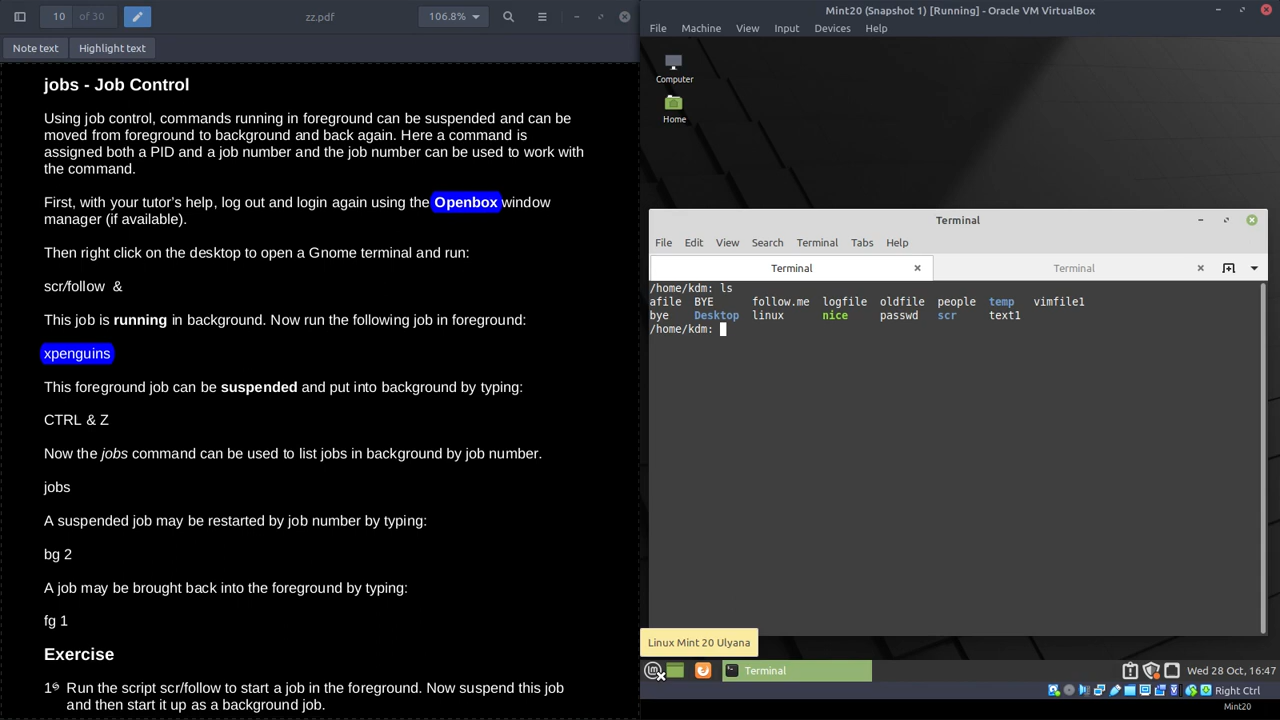 10 of 30
zz.pdf
106.8%
Note text
Highlight text
jobs - Job Control
Using job control, commands running in foreground can be suspended and can be
moved from foreground to background and back again. Here a command is
assigned both a PID and a job number and the job number can be used to work with
the command.
First, with your tutor's help, log out and login again using the Openbox window
manager (if available).
Then right click on the desktop to open a Gnome terminal and run:
scr/follow &
This job is running in background. Now run the following job in foreground:
xpenguins
This foreground job can be suspended and put into background by typing:
CTRL & Z
Now the jobs command can be used to list jobs in background by job number.
jobs
A suspended job may be restarted by job number by typing:
bg 2
A job may be brought back into the foreground by typing:
fg 1
Exercise
1 Run the script scr/follow to start a job in the foreground. Now suspend this job
and then start it up as a background job.
Mint20 (Snapshot 1) [Running] - Oracle VM VirtualBox
File Machine View Input Devices Help
Computer
Home
Terminal
File Edit View Search Terminal Tabs Help
Terminal
Terminal
/home/kdm: ls
afile BYE follow.me logfile oldfile people temp vimfile1
bye Desktop linux nice passwd scr text1
/home/kdm:
Linux Mint 20 Ulyana
Terminal
Wed 28 Oct, 16:47
Right Ctrl
Mint20